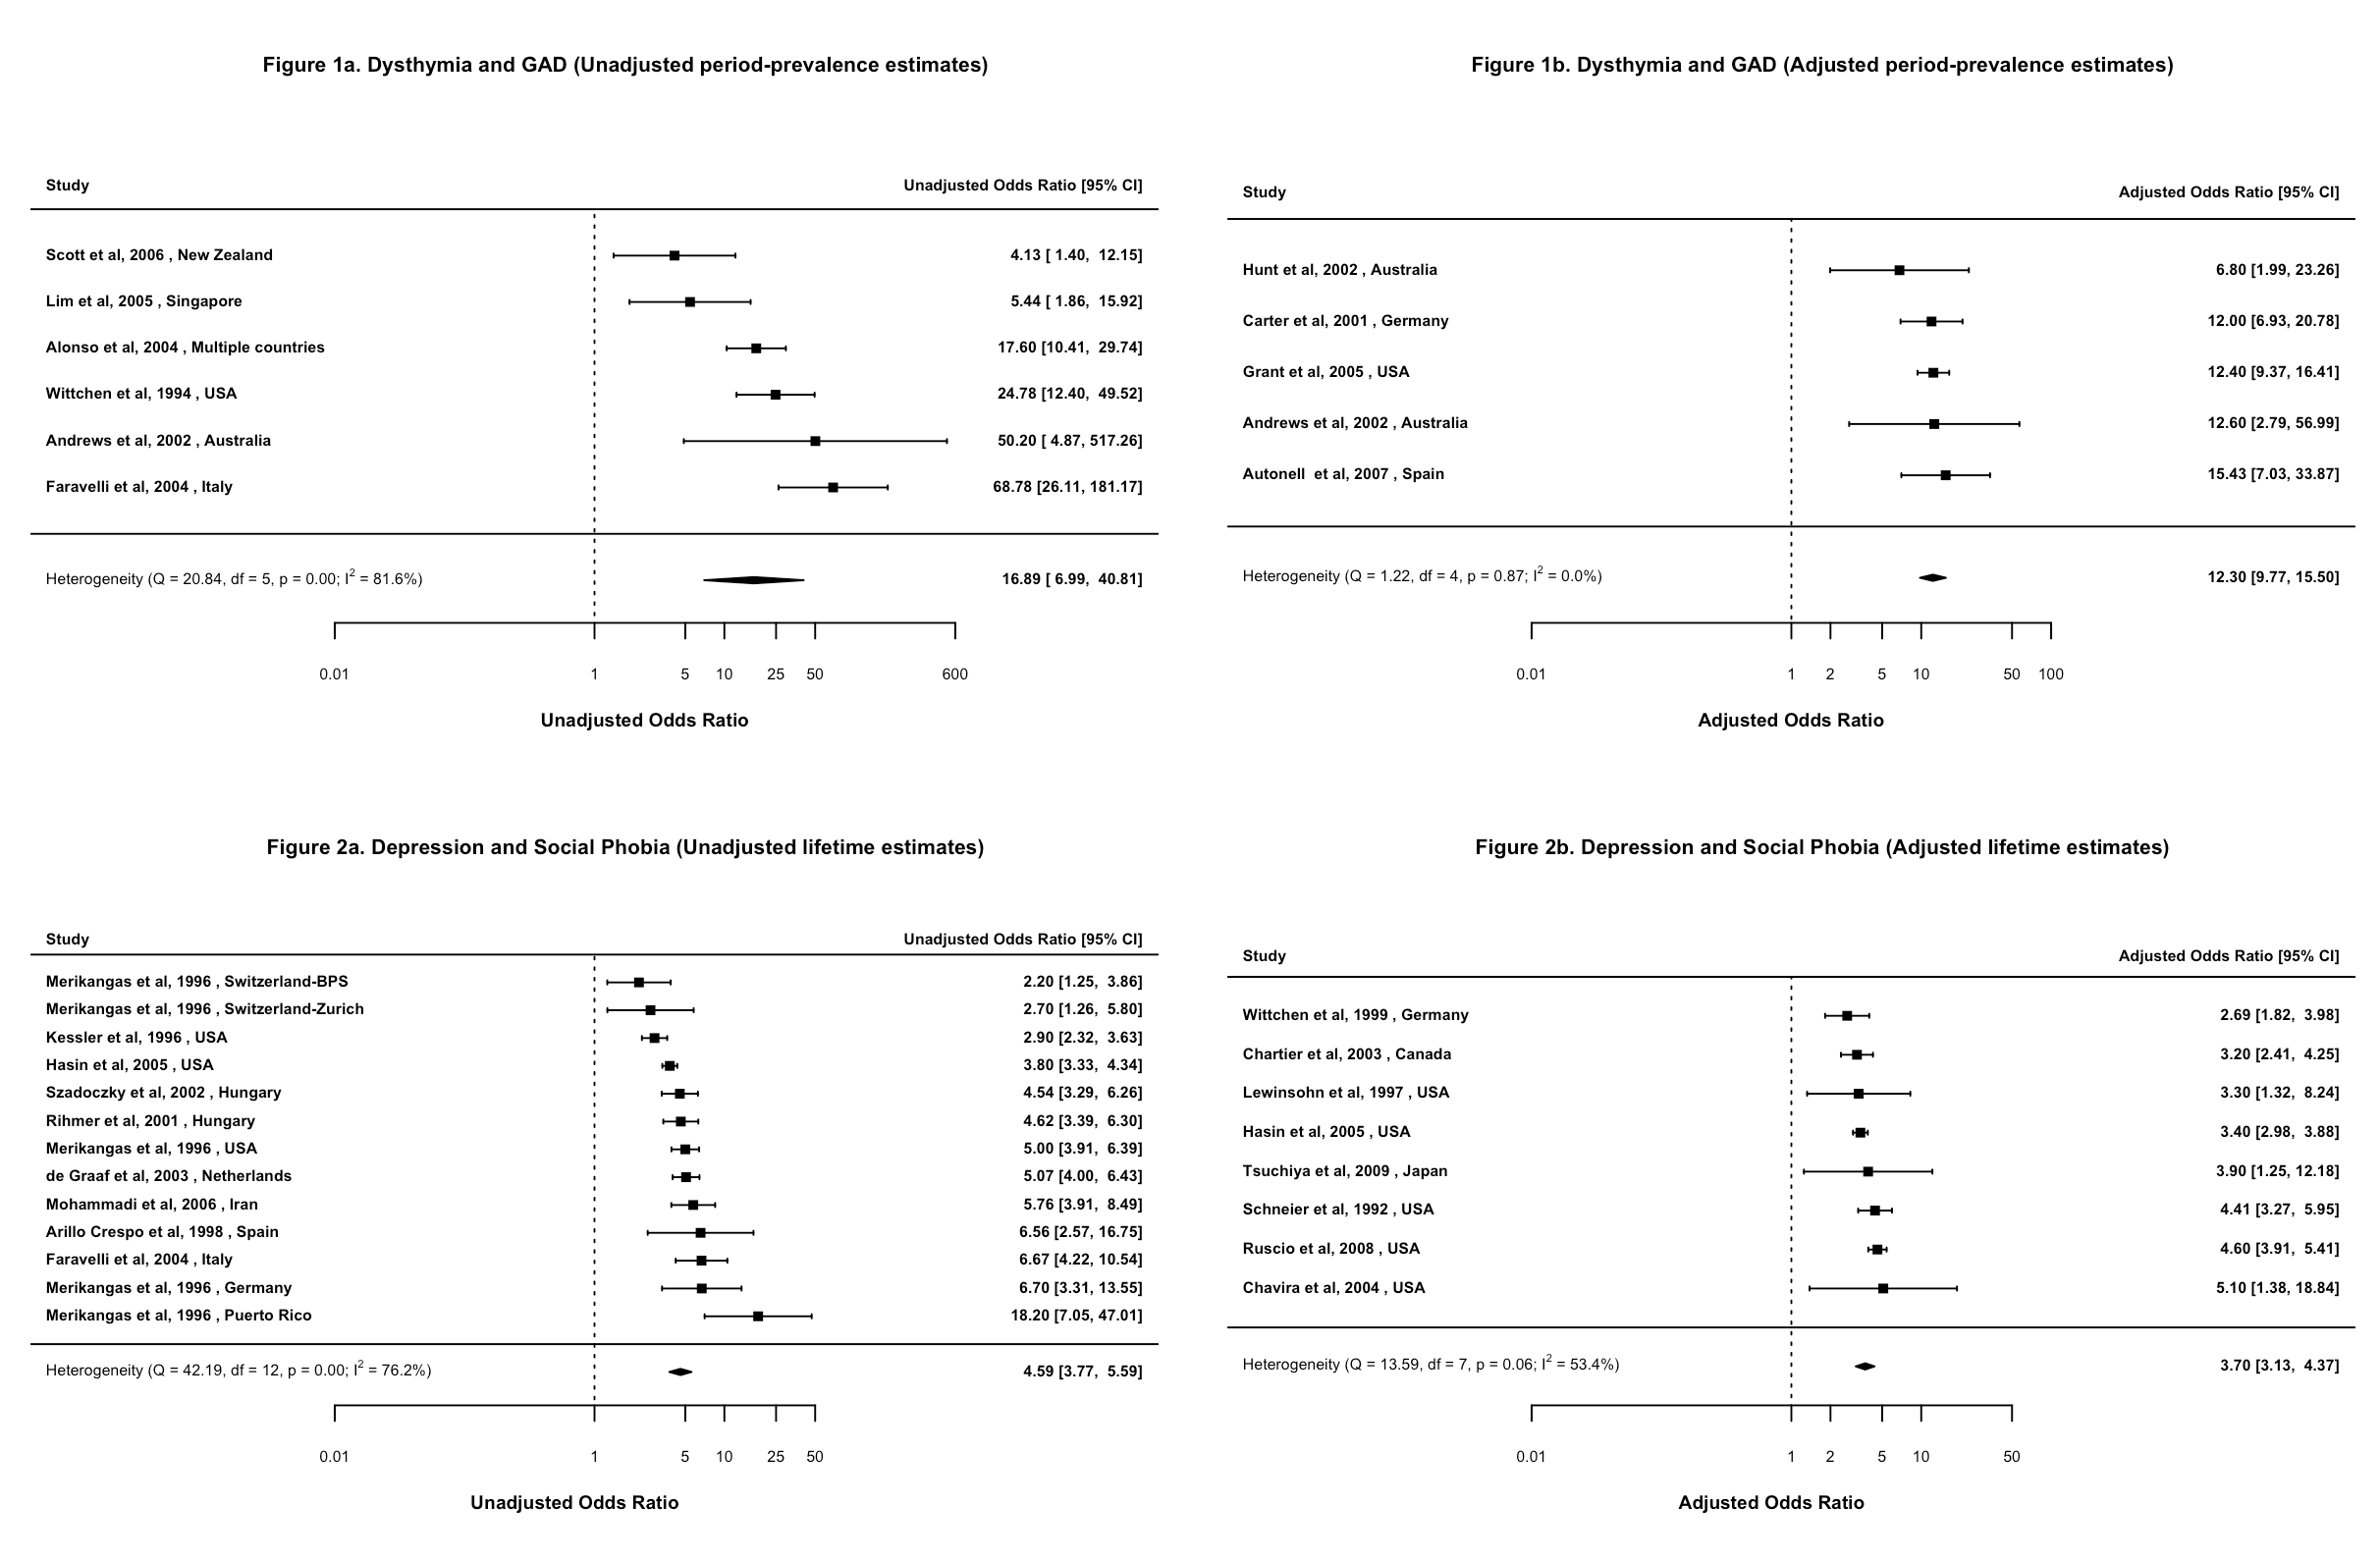 Figure 1a. Dysthymia and GAD (Unadjusted period-prevalence estimates)
Study Unadjusted Odds Ratio [95% CI]
Scott et al, 2006 , New Zealand 4.13 [ 1.40, 12.15]
Lim et al, 2005 , Singapore 5.44 [ 1.86, 15.92]
Alonso et al, 2004 , Multiple countries 17.60 [10.41, 29.74]
Wittchen et al, 1994 , USA 24.78 [12.40, 49.52]
Andrews et al, 2002 , Australia 50.20 [ 4.87, 517.26]
Faravelli et al, 2004 , Italy 68.78 [26.11, 181.17]
Heterogeneity (Q = 20.84, df = 5, p = 0.00; I² = 81.6%) 16.89 [ 6.99, 40.81]
0.01 1 5 10 25 50 600
Unadjusted Odds Ratio
Figure 1b. Dysthymia and GAD (Adjusted period-prevalence estimates)
Study Adjusted Odds Ratio [95% CI]
Hunt et al, 2002 , Australia 6.80 [1.99, 23.26]
Carter et al, 2001 , Germany 12.00 [6.93, 20.78]
Grant et al, 2005 , USA 12.40 [9.37, 16.41]
Andrews et al, 2002 , Australia 12.60 [2.79, 56.99]
Autonell et al, 2007 , Spain 15.43 [7.03, 33.87]
Heterogeneity (Q = 1.22, df = 4, p = 0.87; I² = 0.0%) 12.30 [9.77, 15.50]
0.01 1 2 5 10 50 100
Adjusted Odds Ratio
Figure 2a. Depression and Social Phobia (Unadjusted lifetime estimates)
Study Unadjusted Odds Ratio [95% CI]
Merikangas et al, 1996 , Switzerland-BPS 2.20 [1.25, 3.86]
Merikangas et al, 1996 , Switzerland-Zurich 2.70 [1.26, 5.80]
Kessler et al, 1996 , USA 2.90 [2.32, 3.63]
Hasin et al, 2005 , USA 3.80 [3.33, 4.34]
Szadoczky et al, 2002 , Hungary 4.54 [3.29, 6.26]
Rihmer et al, 2001 , Hungary 4.62 [3.39, 6.30]
Merikangas et al, 1996 , USA 5.00 [3.91, 6.39]
de Graaf et al, 2003 , Netherlands 5.07 [4.00, 6.43]
Mohammadi et al, 2006 , Iran 5.76 [3.91, 8.49]
Arillo Crespo et al, 1998 , Spain 6.56 [2.57, 16.75]
Faravelli et al, 2004 , Italy 6.67 [4.22, 10.54]
Merikangas et al, 1996 , Germany 6.70 [3.31, 13.55]
Merikangas et al, 1996 , Puerto Rico 18.20 [7.05, 47.01]
Heterogeneity (Q = 42.19, df = 12, p = 0.00; I² = 76.2%) 4.59 [3.77, 5.59]
0.01 1 5 10 25 50
Unadjusted Odds Ratio
Figure 2b. Depression and Social Phobia (Adjusted lifetime estimates)
Study Adjusted Odds Ratio [95% CI]
Wittchen et al, 1999 , Germany 2.69 [1.82, 3.98]
Chartier et al, 2003 , Canada 3.20 [2.41, 4.25]
Lewinsohn et al, 1997 , USA 3.30 [1.32, 8.24]
Hasin et al, 2005 , USA 3.40 [2.98, 3.88]
Tsuchiya et al, 2009 , Japan 3.90 [1.25, 12.18]
Schneier et al, 1992 , USA 4.41 [3.27, 5.95]
Ruscio et al, 2008 , USA 4.60 [3.91, 5.41]
Chavira et al, 2004 , USA 5.10 [1.38, 18.84]
Heterogeneity (Q = 13.59, df = 7, p = 0.06; I² = 53.4%) 3.70 [3.13, 4.37]
0.01 1 2 5 10 50
Adjusted Odds Ratio